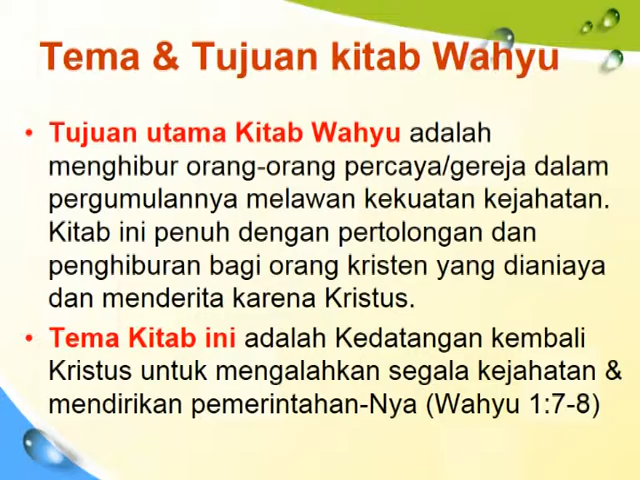 Tema & Tujuan kitab Wahyu
• Tujuan utama Kitab Wahyu adalah
menghibur orang-orang percaya/gereja dalam
pergumulannya melawan kekuatan kejahatan.
Kitab ini penuh dengan pertolongan dan
penghiburan bagi orang kristen yang dianiaya
dan menderita karena Kristus.
• Tema Kitab ini adalah Kedatangan kembali
Kristus untuk mengalahkan segala kejahatan &
mendirikan pemerintahan-Nya (Wahyu 1:7-8)